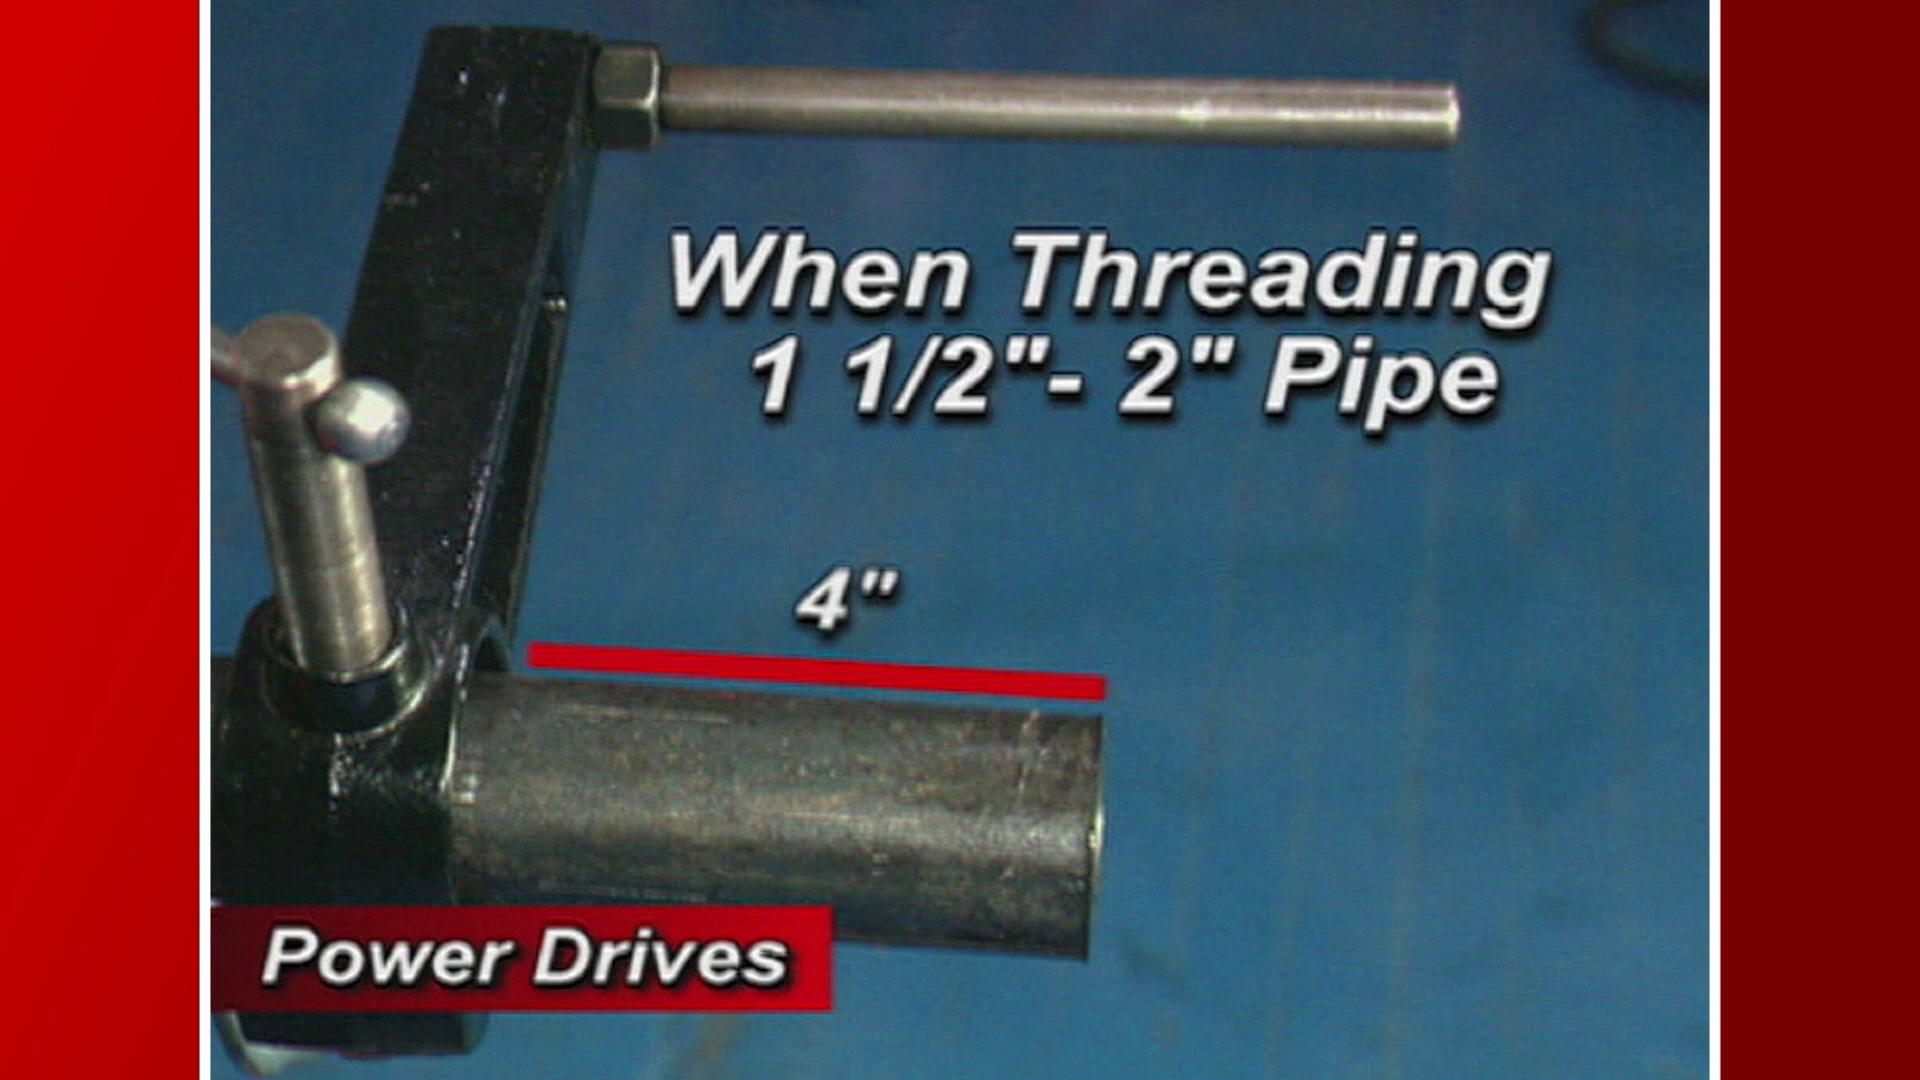 When Threading
1 1/2"- 2" Pipe
4"
Power Drives